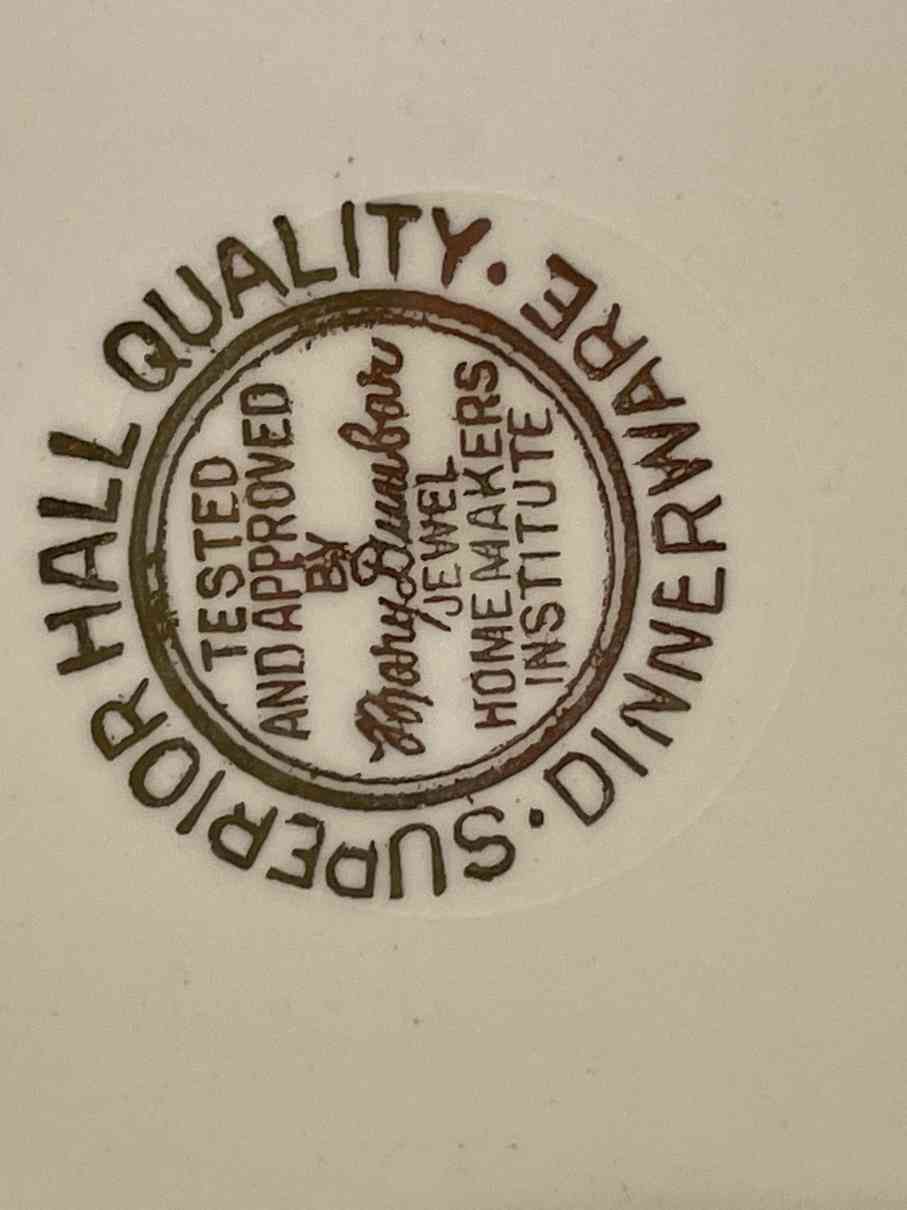 SUPERIOR HALL QUALITY • DINNERWARE •
TESTED
AND APPROVED
BY
Mary Dunbar
JEWEL
HOMEMAKERS
INSTITUTE